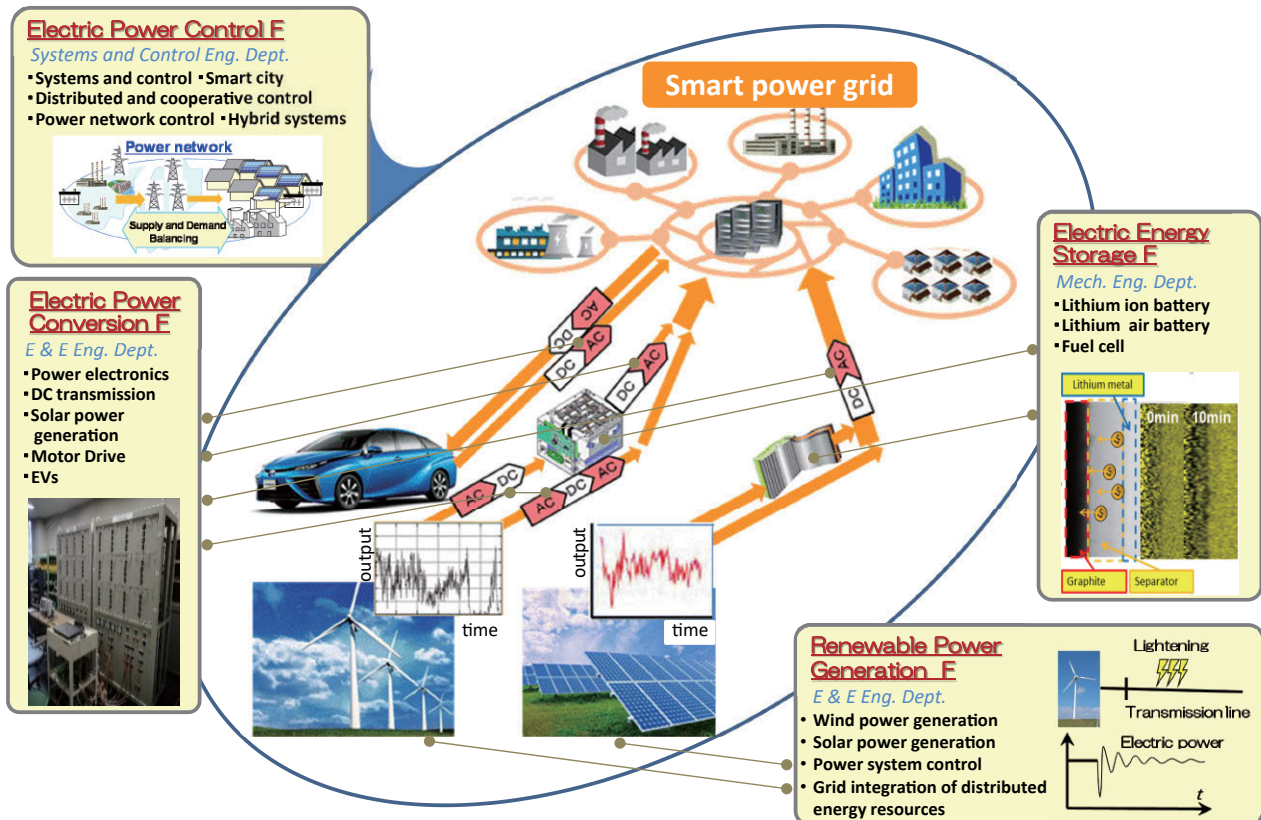 Electric Power Control F
Systems and Control Eng. Dept.
▪Systems and control ▪Smart city
▪Distributed and cooperative control
▪Power network control ▪Hybrid systems
Power network
Supply and Demand
Balancing
Smart power grid
Electric Power
Conversion F
E & E Eng. Dept.
▪Power electronics
▪DC transmission
▪Solar power
generation
▪Motor Drive
▪EVs
AC
DC
DC
AC
DC
AC
DC
AC
AC
DC
AC
DC
AC
output
time
output
time
Electric Energy
Storage F
Mech. Eng. Dept.
▪Lithium ion battery
▪Lithium air battery
▪Fuel cell
Lithium metal
0min
10min
Graphite
Separator
Renewable Power
Generation F
E & E Eng. Dept.
• Wind power generation
• Solar power generation
• Power system control
• Grid integration of distributed
energy resources
Lightening
Transmission line
Electric power
t